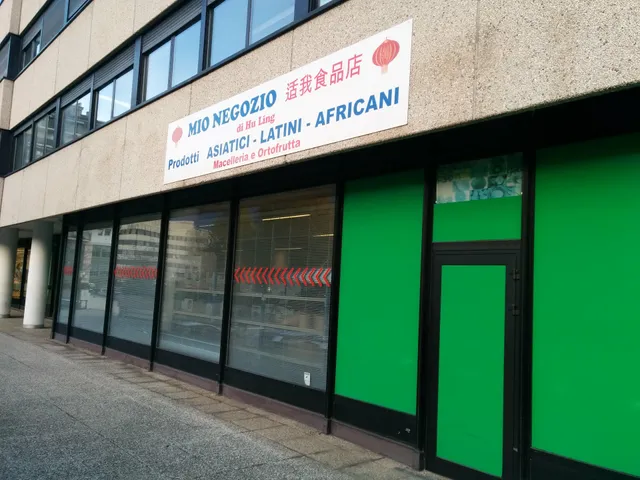 MIO NEGOZIO 适我食品店
di Hu Ling
Prodotti ASIATICI - LATINI - AFRICANI
Macelleria e Ortofrutta